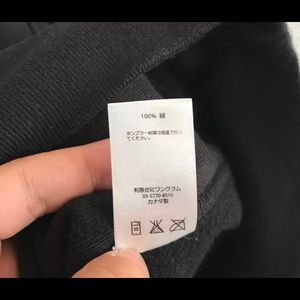 100% 綿
タンブラー乾燥は低温で行っ
てください。
有限会社ワングラム
03-5770-8510
カナダ製